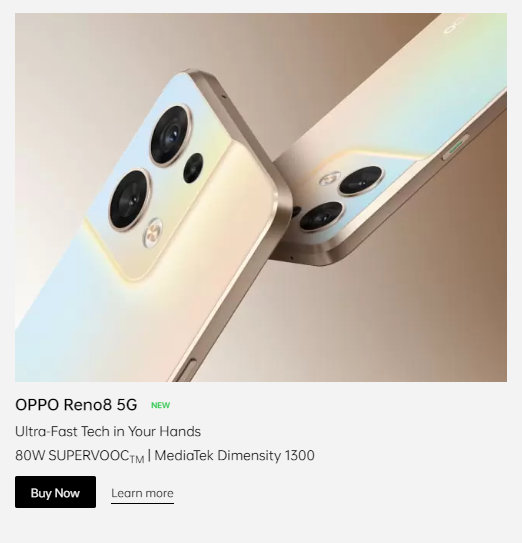 OPPO Reno8 5G NEW
Ultra-Fast Tech in Your Hands
80W SUPERVOOCTM | MediaTek Dimensity 1300
Buy Now Learn more